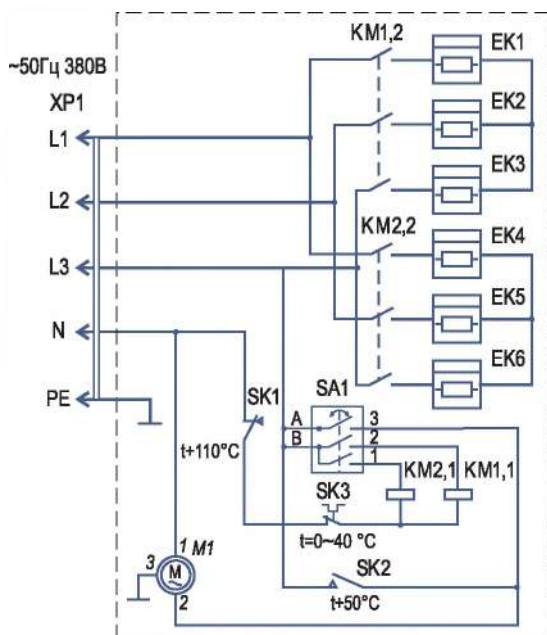 ~50Гц 380В
XP1
L1
L2
L3
N
PE
KM1,2
EK1
EK2
EK3
KM2,2
EK4
EK5
EK6
SK1
t+110°C
SA1
A
B
3
2
1
KM2,1
KM1,1
SK3
t=0~40 °C
SK2
t+50°C
1
M1
3
M
2